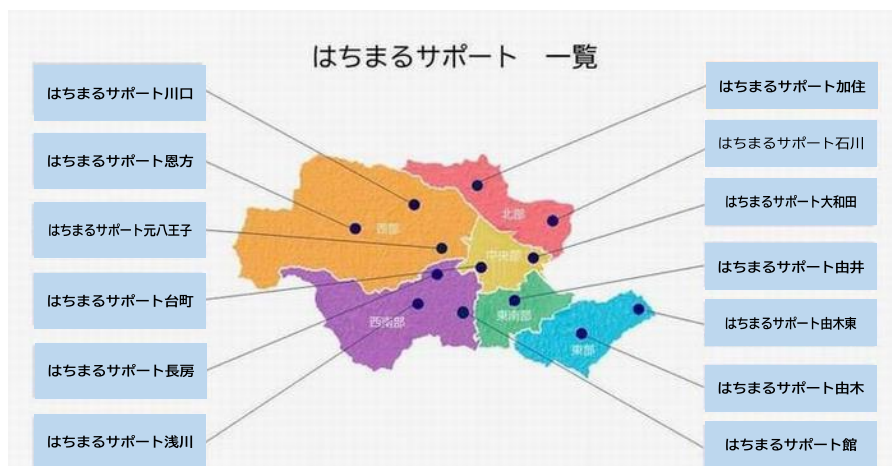 はちまるサポート　一覧
はちまるサポート川口
はちまるサポート恩方
はちまるサポート元八王子
はちまるサポート台町
はちまるサポート長房
はちまるサポート浅川
西部
北部
中央部
西南部
東南部
東部
はちまるサポート加住
はちまるサポート石川
はちまるサポート大和田
はちまるサポート由井
はちまるサポート由木東
はちまるサポート由木
はちまるサポート館